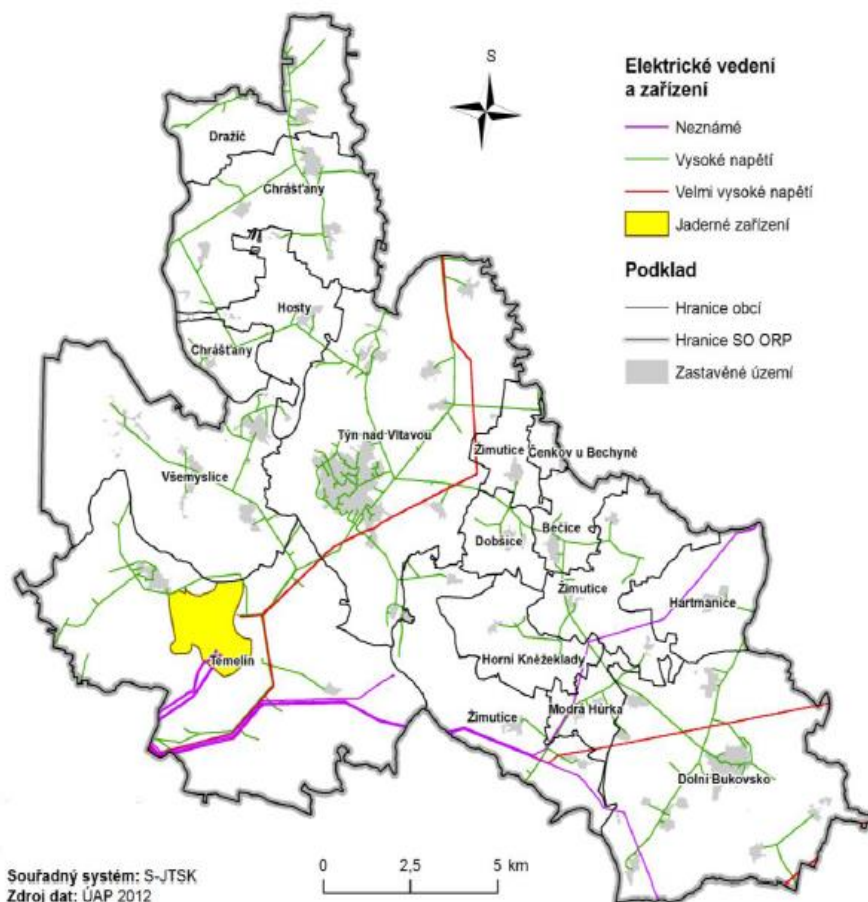 S
Elektrické vedení
a zařízení
Neznámé
Vysoké napětí
Velmi vysoké napětí
Jaderné zařízení
Podklad
Hranice obcí
Hranice SO ORP
Zastavěné území
Dražíč
Chrášťany
Hosty
Chrášťany
Týn nad Vltavou
Žimutice
Čenkov u Bechyně
Všemyslice
Dobšice
Bečice
Žimutice
Hartmanice
Temelín
Horní Kněžeklady
Žimutice
Modrá Hůrka
Dolní Bukovsko
Souřadný systém: S-JTSK
Zdroj dat: ÚAP 2012
0 2,5 5 km